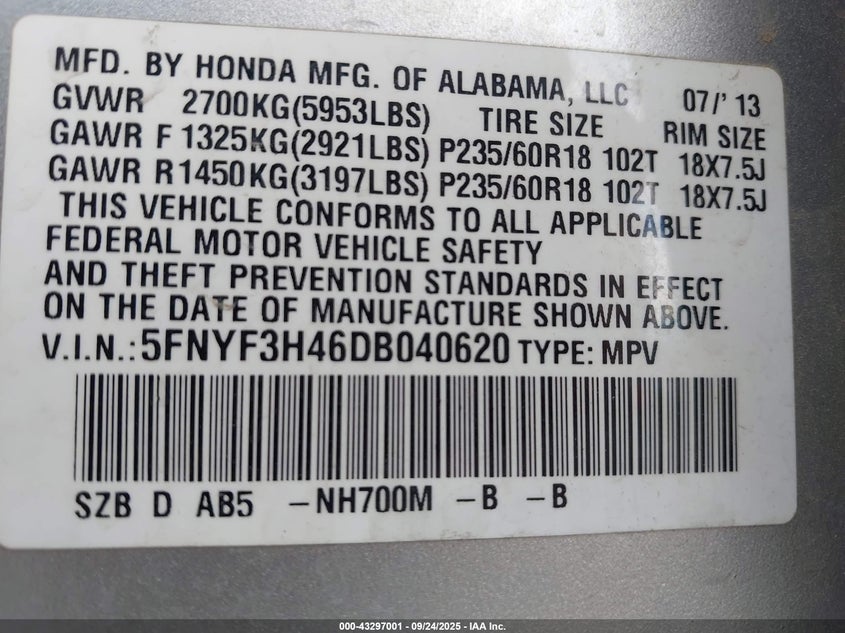 MFD. BY HONDA MFG. OF ALABAMA, LLC 07/'13
GVWR 2700KG(5953LBS) TIRE SIZE RIM SIZE
GAWR F 1325KG(2921LBS) P235/60R18 102T 18X7.5J
GAWR R1450KG(3197LBS) P235/60R18 102T 18X7.5J
THIS VEHICLE CONFORMS TO ALL APPLICABLE
FEDERAL MOTOR VEHICLE SAFETY
AND THEFT PREVENTION STANDARDS IN EFFECT
ON THE DATE OF MANUFACTURE SHOWN ABOVE.
V.I.N.:5FNYF3H46DB040620 TYPE: MPV
SZB D AB5 -NH700M -B -B
000-43297001 - 09/24/2025 - IAA Inc.